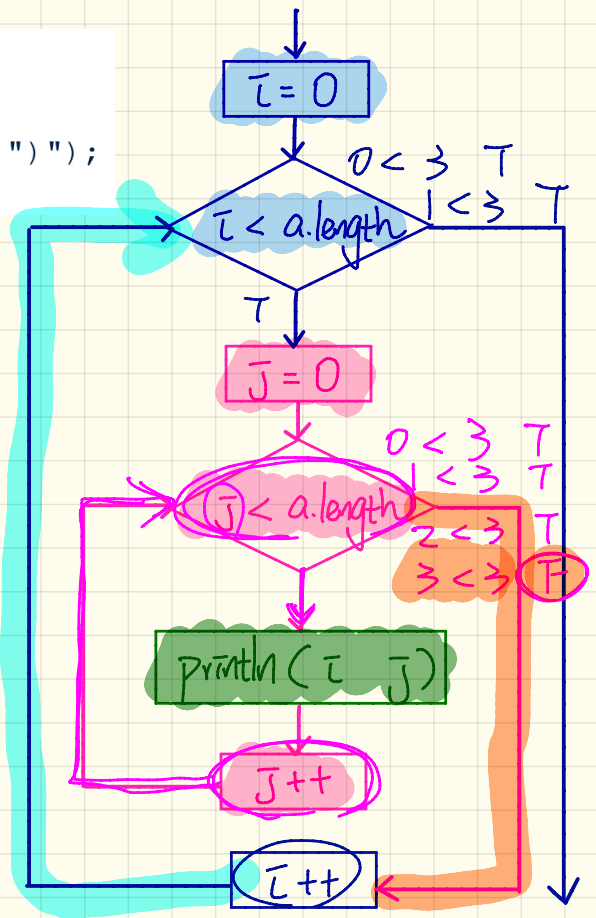 ")");
i = 0
0 < 3 T
1 < 3 T
i < a.length
T
j = 0
0 < 3 T
1 < 3 T
j < a.length
2 < 3 T
3 < 3 F
println(i j)
j++
i++